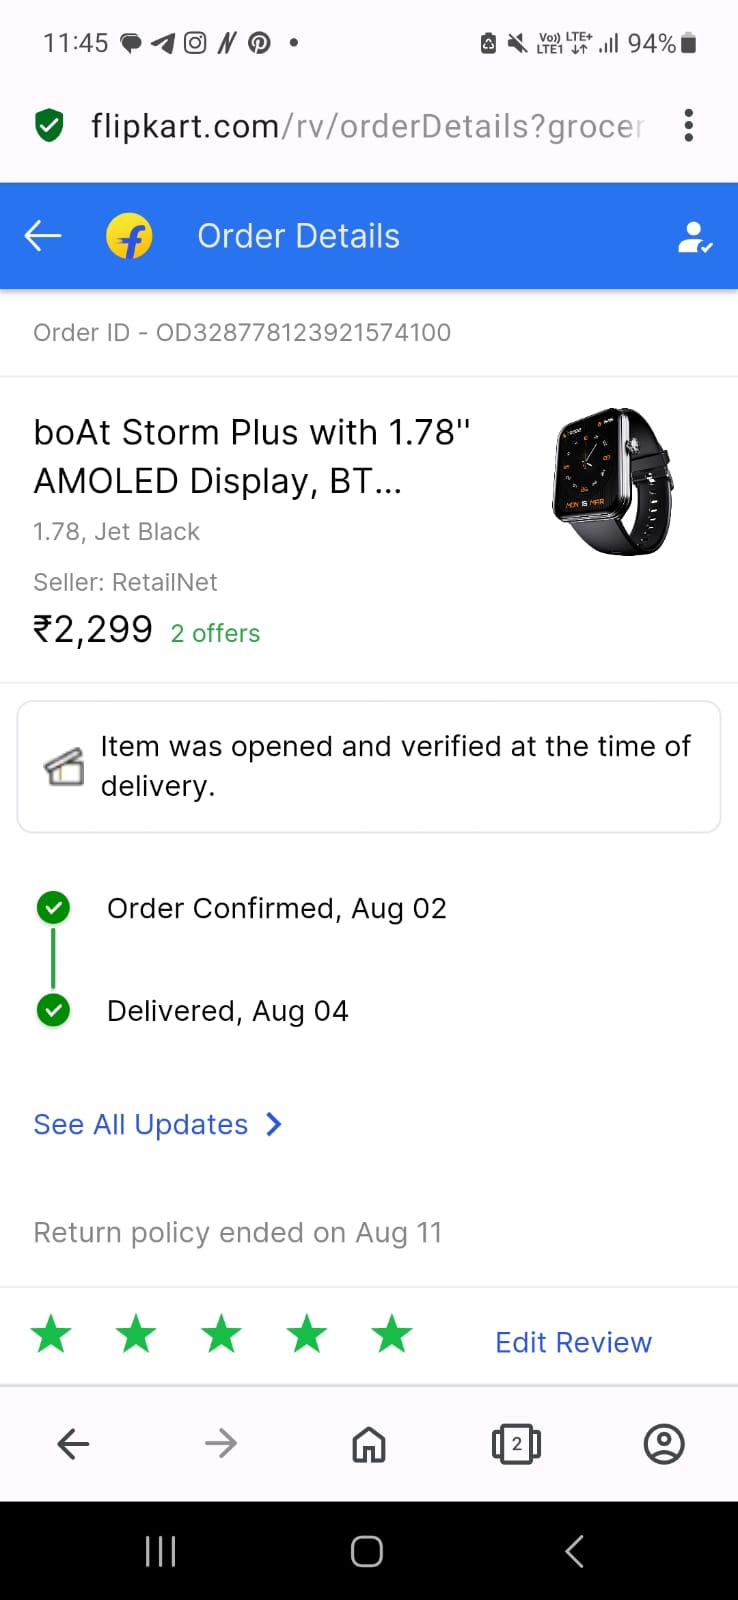 11:45
Vo)) LTE+
LTE1
94%
flipkart.com/rv/orderDetails?grocer
Order Details
Order ID - OD328778123921574100
boAt Storm Plus with 1.78"
AMOLED Display, BT...
1.78, Jet Black
Seller: RetailNet
₹2,299 2 offers
MON 15 MAR
Item was opened and verified at the time of
delivery.
Order Confirmed, Aug 02
Delivered, Aug 04
See All Updates
Return policy ended on Aug 11
Edit Review
2